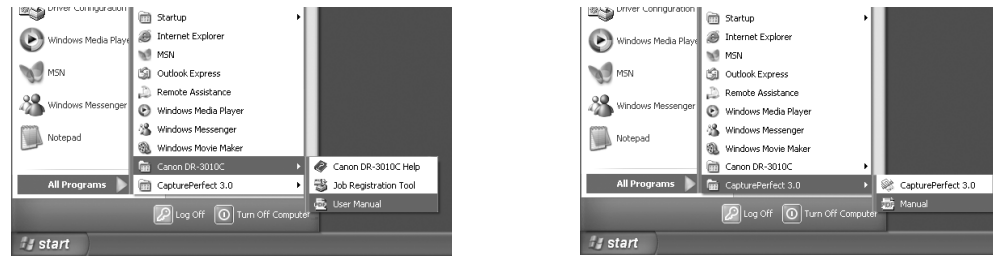 Driver Configuration
Windows Media Playe
MSN
Windows Messenger
Notepad
All Programs
Startup
Internet Explorer
MSN
Outlook Express
Remote Assistance
Windows Media Player
Windows Messenger
Windows Movie Maker
Canon DR-3010C
CapturePerfect 3.0
Canon DR-3010C Help
Job Registration Tool
User Manual
Log Off
Turn Off Computer
start
Driver Configuration
Windows Media Playe
MSN
Windows Messenger
Notepad
All Programs
Startup
Internet Explorer
MSN
Outlook Express
Remote Assistance
Windows Media Player
Windows Messenger
Windows Movie Maker
Canon DR-3010C
CapturePerfect 3.0
CapturePerfect 3.0
Manual
Log Off
Turn Off Computer
start